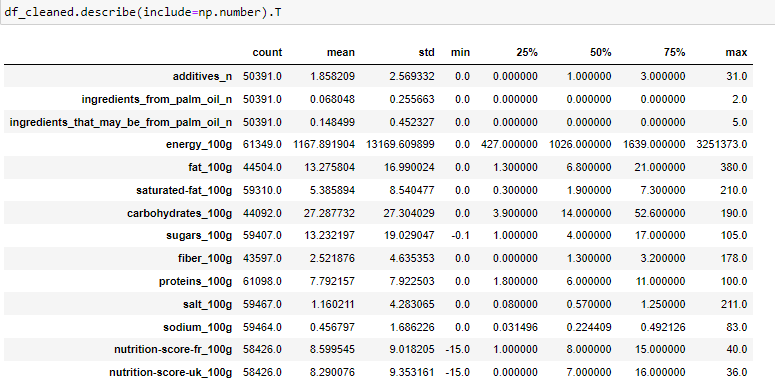 df_cleaned.describe(include=np.number).T
count mean std min 25% 50% 75% max
additives_n 50391.0 1.858209 2.569332 0.0 0.000000 1.000000 3.000000 31.0
ingredients_from_palm_oil_n 50391.0 0.068048 0.255663 0.0 0.000000 0.000000 0.000000 2.0
ingredients_that_may_be_from_palm_oil_n 50391.0 0.148499 0.452327 0.0 0.000000 0.000000 0.000000 5.0
energy_100g 61349.0 1167.891904 13169.609899 0.0 427.000000 1026.000000 1639.000000 3251373.0
fat_100g 44504.0 13.275804 16.990024 0.0 1.300000 6.800000 21.000000 380.0
saturated-fat_100g 59310.0 5.385894 8.540477 0.0 0.300000 1.900000 7.300000 210.0
carbohydrates_100g 44092.0 27.287732 27.304029 0.0 3.900000 14.000000 52.600000 190.0
sugars_100g 59407.0 13.232197 19.029047 -0.1 1.000000 4.000000 17.000000 105.0
fiber_100g 43597.0 2.521876 4.635353 0.0 0.000000 1.300000 3.200000 178.0
proteins_100g 61098.0 7.792157 7.922503 0.0 1.800000 6.000000 11.000000 100.0
salt_100g 59467.0 1.160211 4.283065 0.0 0.080000 0.570000 1.250000 211.0
sodium_100g 59464.0 0.456797 1.686226 0.0 0.031496 0.224409 0.492126 83.0
nutrition-score-fr_100g 58426.0 8.599545 9.018205 -15.0 1.000000 8.000000 15.000000 40.0
nutrition-score-uk_100g 58426.0 8.290076 9.353161 -15.0 0.000000 7.000000 16.000000 36.0